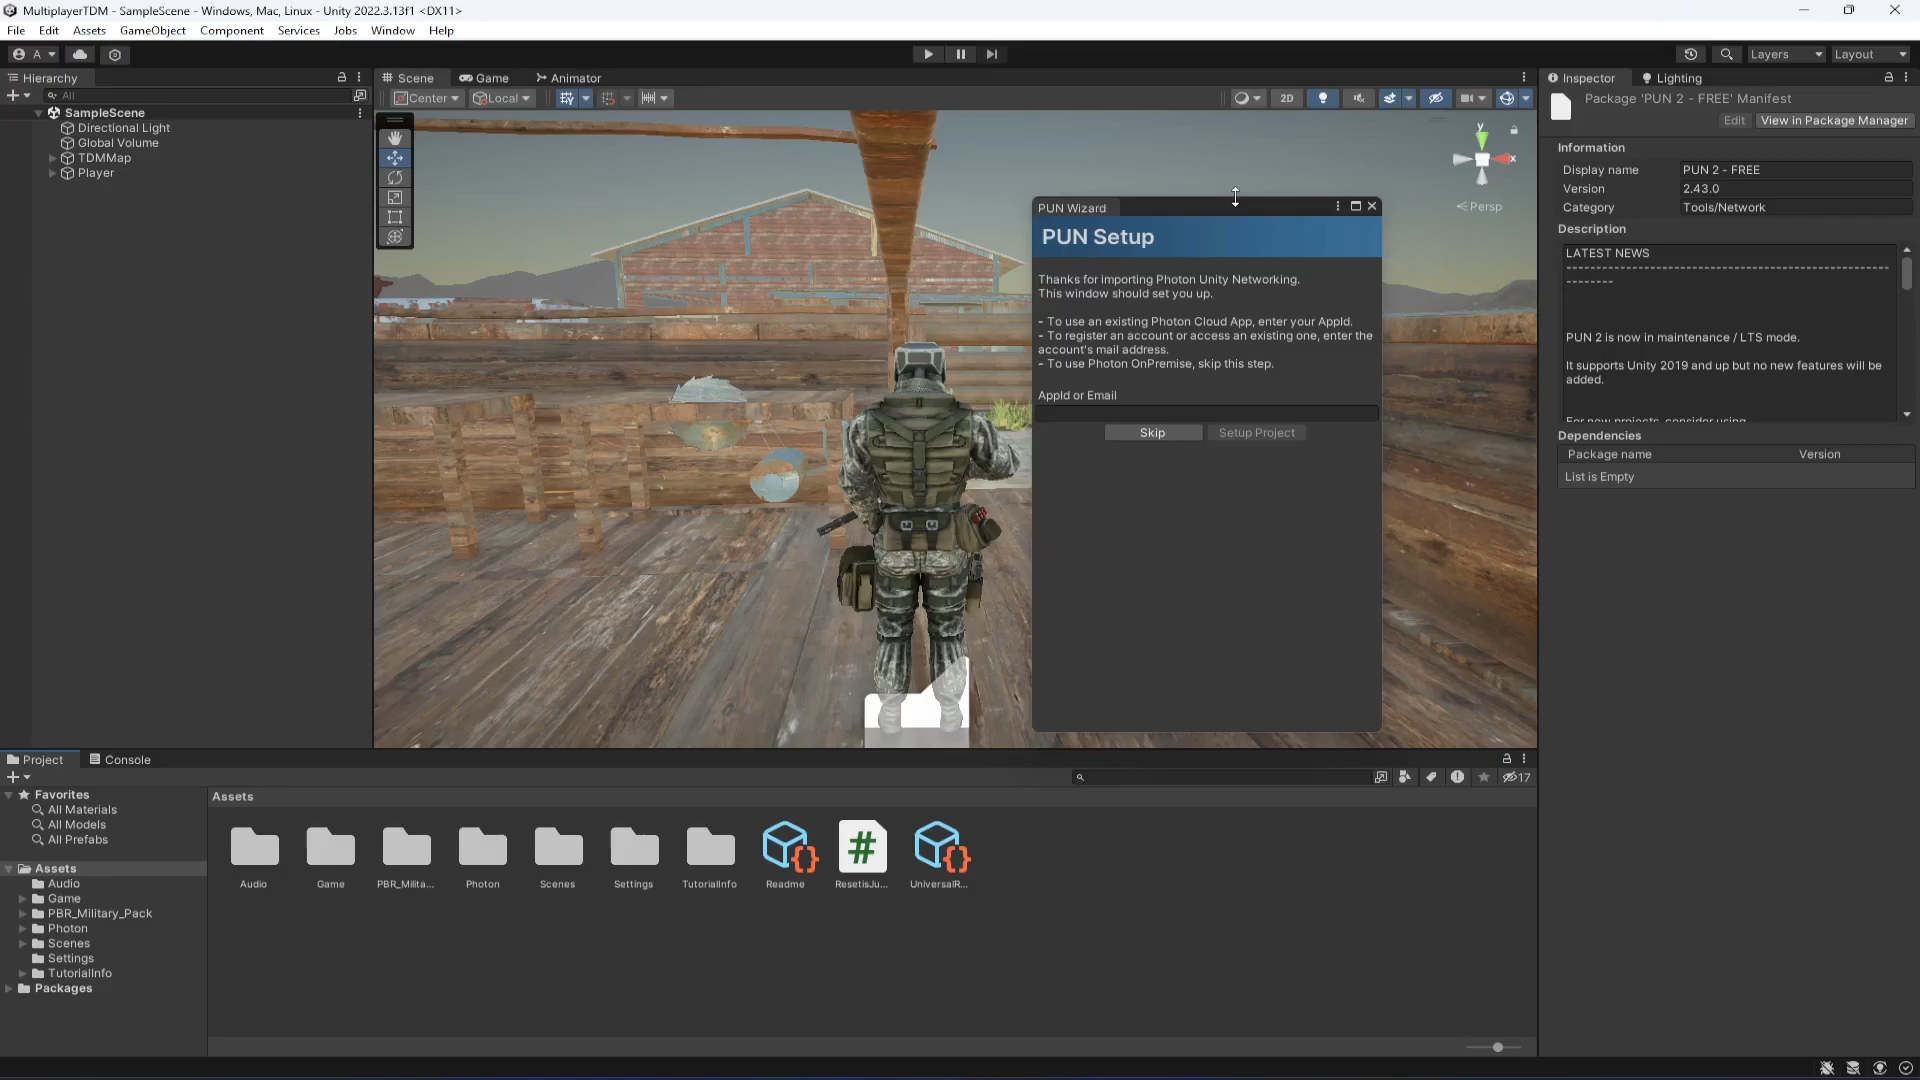 MultiplayerTDM - SampleScene - Windows, Mac, Linux - Unity 2022.3.13f1 <DX11>
File Edit Assets GameObject Component Services Jobs Window Help
A
Layers
Layout
Hierarchy
All
SampleScene
Directional Light
Global Volume
TDMMap
Player
Scene
Game
Animator
Center
Local
2D
y
x
Persp
PUN Wizard
PUN Setup
Thanks for importing Photon Unity Networking.
This window should set you up.
- To use an existing Photon Cloud App, enter your AppId.
- To register an account or access an existing one, enter the
account's mail address.
- To use Photon OnPremise, skip this step.
AppId or Email
Skip
Setup Project
Inspector
Lighting
Package 'PUN 2 - FREE' Manifest
Edit
View in Package Manager
Information
Display name PUN 2 - FREE
Version 2.43.0
Category Tools/Network
Description
LATEST NEWS
PUN 2 is now in maintenance / LTS mode.
It supports Unity 2019 and up but no new features will be
added.
For new projects, consider using
Dependencies
Package name Version
List is Empty
Project
Console
17
Favorites
All Materials
All Models
All Prefabs
Assets
Audio
Game
PBR_Military_Pack
Photon
Scenes
Settings
TutorialInfo
Packages
Assets
Audio
Game
PBR_Milita...
Photon
Scenes
Settings
TutorialInfo
Readme
ResetisJu...
UniversalR...